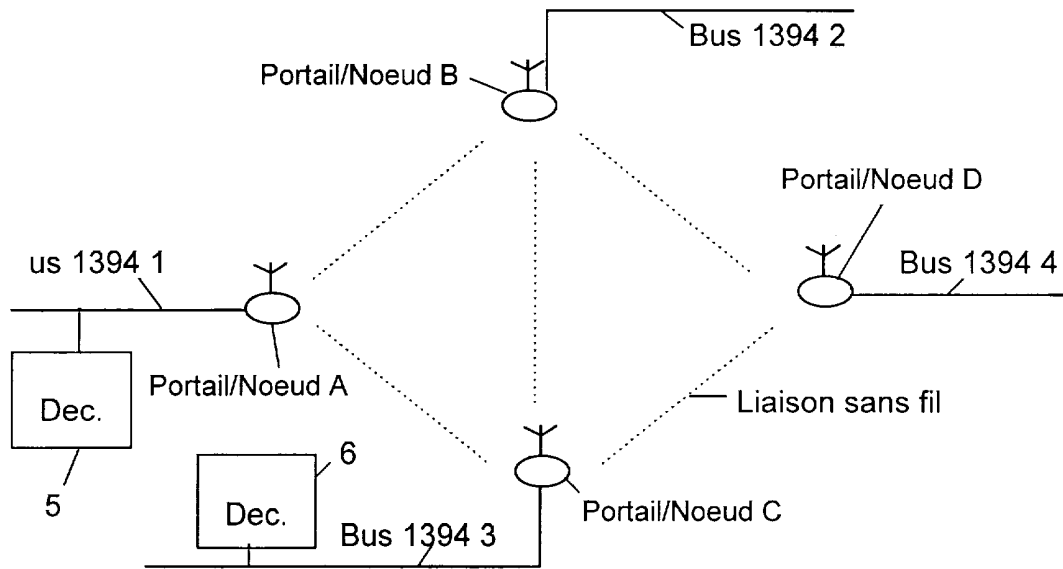 Bus 1394 2
Portail/Noeud B
Portail/Noeud D
us 1394 1
Bus 1394 4
Portail/Noeud A
Dec.
Liaison sans fil
5
6
Dec.
Portail/Noeud C
Bus 1394 3